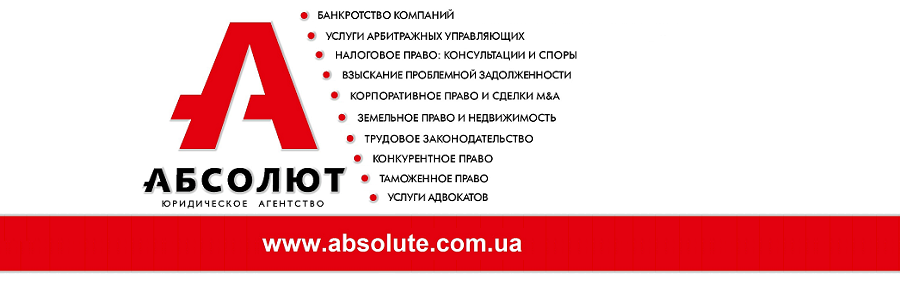 БАНКРОТСТВО КОМПАНИЙ
УСЛУГИ АРБИТРАЖНЫХ УПРАВЛЯЮЩИХ
НАЛОГОВОЕ ПРАВО: КОНСУЛЬТАЦИИ И СПОРЫ
ВЗЫСКАНИЕ ПРОБЛЕМНОЙ ЗАДОЛЖЕННОСТИ
КОРПОРАТИВНОЕ ПРАВО И СДЕЛКИ M&A
ЗЕМЕЛЬНОЕ ПРАВО И НЕДВИЖИМОСТЬ
ТРУДОВОЕ ЗАКОНОДАТЕЛЬСТВО
КОНКУРЕНТНОЕ ПРАВО
ТАМОЖЕННОЕ ПРАВО
УСЛУГИ АДВОКАТОВ
А
АБСОЛЮТ
ЮРИДИЧЕСКОЕ АГЕНТСТВО
www.absolute.com.ua